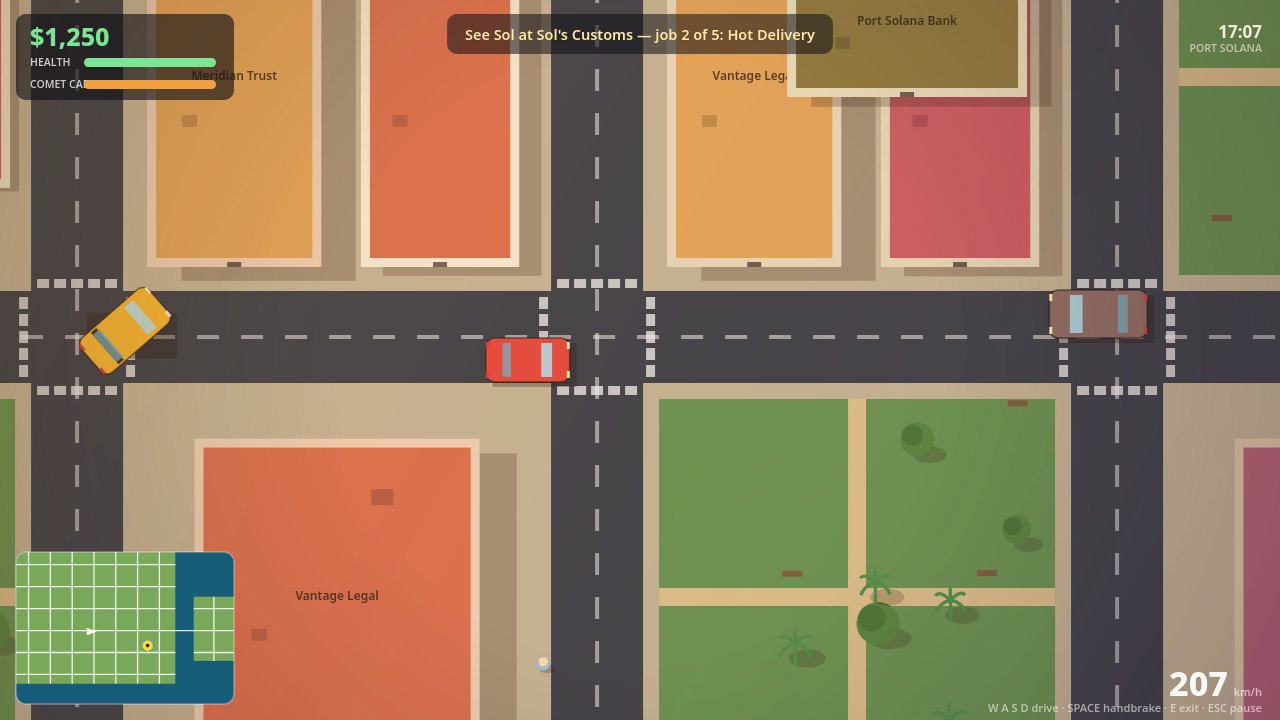 $1,250
HEALTH
COMET CA
See Sol at Sol's Customs — job 2 of 5: Hot Delivery
17:07
PORT SOLANA
Port Solana Bank
Meridian Trust
Vantage Lega
Vantage Legal
207 km/h
W A S D drive · SPACE handbrake · E exit · ESC pause